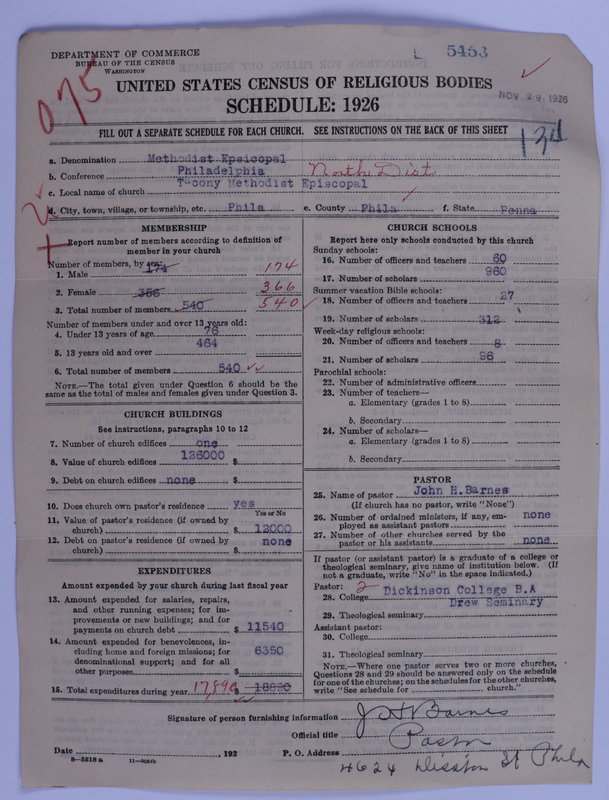 DEPARTMENT OF COMMERCE
BUREAU OF THE CENSUS
WASHINGTON
L 5453
075
UNITED STATES CENSUS OF RELIGIOUS BODIES
SCHEDULE: 1926
NOV 29 1926
FILL OUT A SEPARATE SCHEDULE FOR EACH CHURCH. SEE INSTRUCTIONS ON THE BACK OF THIS SHEET
a. Denomination Methodist Epsicopal
b. Conference Philadelphia North Dist
c. Local name of church T-cony Methodist Episcopal
d. City, town, village, or township, etc. Phila e. County Phila f. State Penna
MEMBERSHIP
Report number of members according to definition of
member in your church
Number of members, by sex:
1. Male 174 174
2. Female 356 366
3. Total number of members 540 540
Number of members under and over 13 years old:
4. Under 13 years of age 76
5. 13 years old and over 464
6. Total number of members 540
NOTE.—The total given under Question 6 should be the
same as the total of males and females given under Question 3.
CHURCH BUILDINGS
See instructions, paragraphs 10 to 12
7. Number of church edifices one
8. Value of church edifices 126000 $
9. Debt on church edifices none $
10. Does church own pastor's residence yes
Yes or No
11. Value of pastor's residence (if owned by
church) $ 12000
12. Debt on pastor's residence (if owned by
church) $ none
EXPENDITURES
Amount expended by your church during last fiscal year
13. Amount expended for salaries, repairs,
and other running expenses; for im-
provements or new buildings; and for
payments on church debt $ 11540
14. Amount expended for benevolences, in-
cluding home and foreign missions; for
denominational support; and for all
other purposes $ 6350
15. Total expenditures during year 17,890 $ 18890
CHURCH SCHOOLS
Report here only schools conducted by this church
Sunday schools:
16. Number of officers and teachers 60
17. Number of scholars 960
Summer vacation Bible schools:
18. Number of officers and teachers 27
19. Number of scholars 312
Week-day religious schools:
20. Number of officers and teachers 8
21. Number of scholars 96
Parochial schools:
22. Number of administrative officers
23. Number of teachers—
a. Elementary (grades 1 to 8)
b. Secondary
24. Number of scholars—
a. Elementary (grades 1 to 8)
b. Secondary
PASTOR
25. Name of pastor John H.Barnes
(If church has no pastor, write "None")
26. Number of ordained ministers, if any, em-
ployed as assistant pastors none
27. Number of other churches served by the
pastor or his assistants none
If pastor (or assistant pastor) is a graduate of a college or
theological seminary, give name of institution below. (If
not a graduate, write "No" in the space indicated.)
Pastor: 2
28. College Dickinson College B.A
Drew Seminary
29. Theological seminary
Assistant pastor:
30. College
31. Theological seminary
NOTE.—Where one pastor serves two or more churches,
Questions 28 and 29 should be answered only on the schedule
for one of the churches; on the schedules for the other churches,
write "See schedule for church."
Signature of person furnishing information J H Barnes
Official title Pastor
Date , 192 P. O. Address 4624 Disston St Phila
8—5518 a